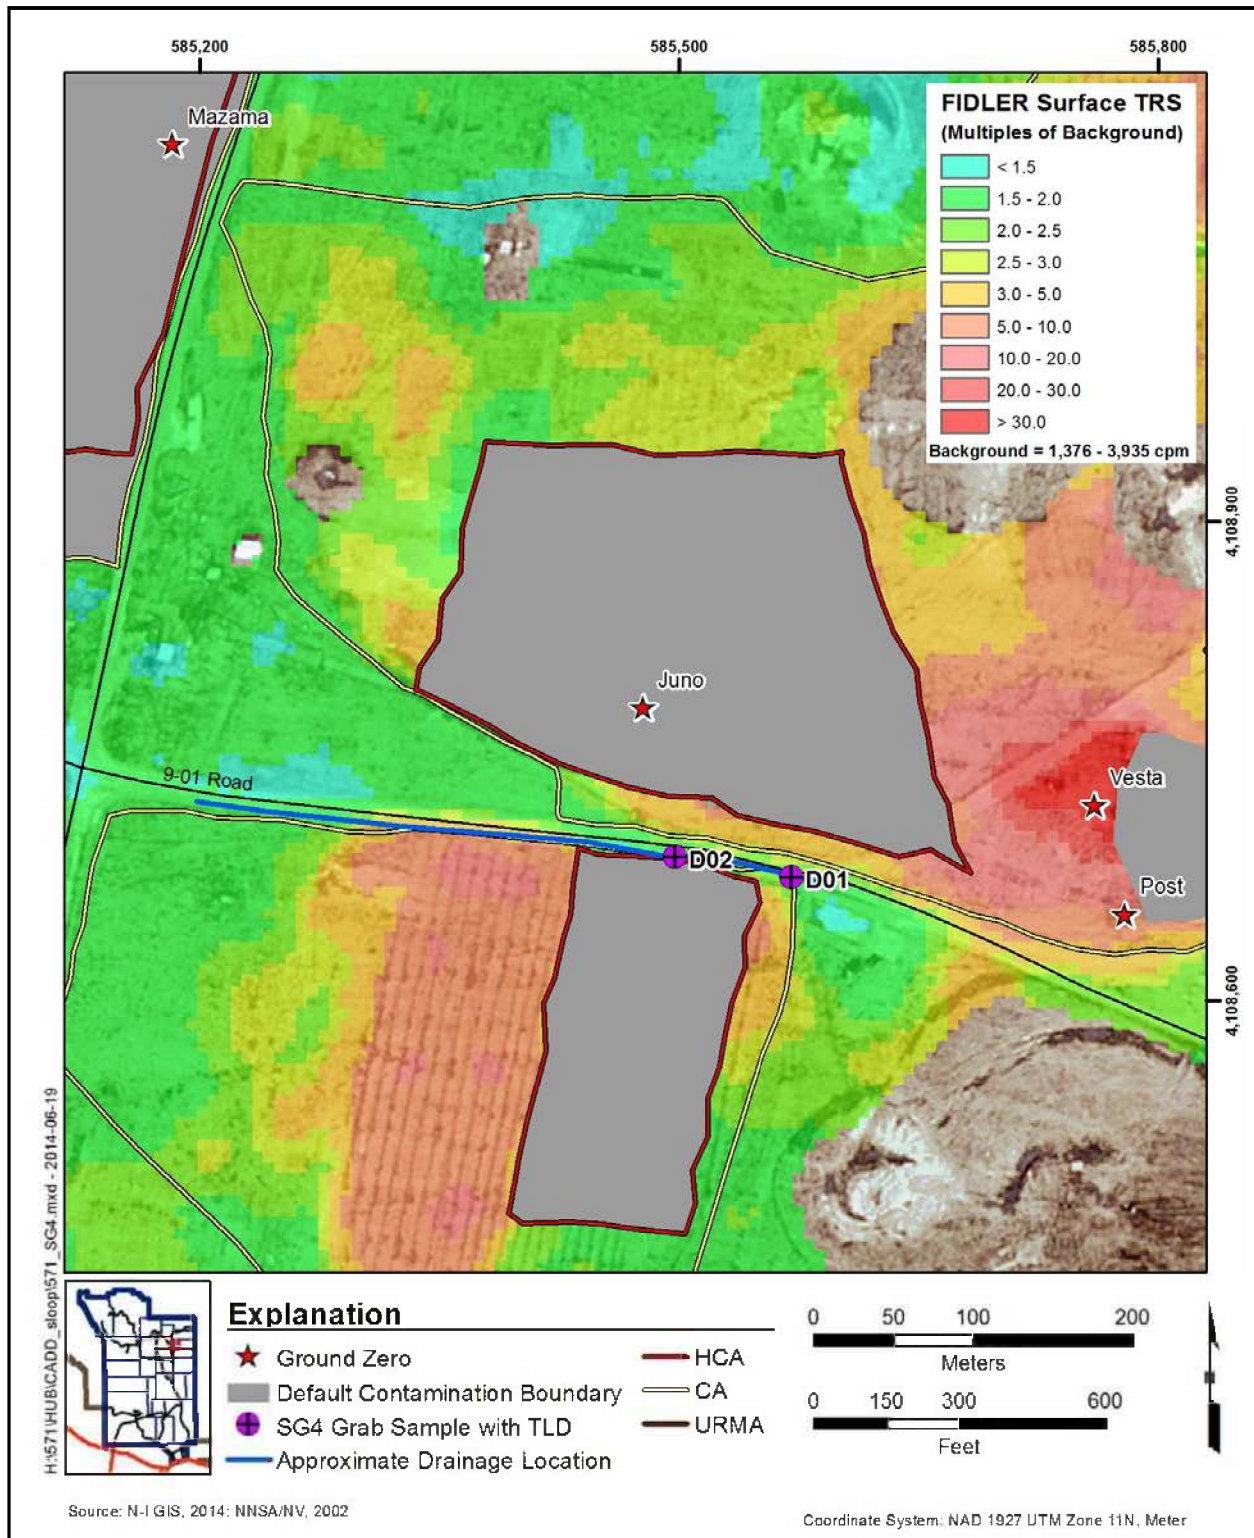 585,200
585,500
585,800
Mazama
FIDLER Surface TRS
(Multiples of Background)
< 1.5
1.5 - 2.0
2.0 - 2.5
2.5 - 3.0
3.0 - 5.0
5.0 - 10.0
10.0 - 20.0
20.0 - 30.0
> 30.0
Background = 1,376 - 3,935 cpm
4,108,900
Juno
9-01 Road
Vesta
D02
D01
Post
4,108,600
H:\571\HUB\CADD_sloop\571_SG4.mxd - 2014-06-19
Explanation
Ground Zero
Default Contamination Boundary
SG4 Grab Sample with TLD
Approximate Drainage Location
HCA
CA
URMA
0 50 100 200
Meters
0 150 300 600
Feet
Source: N-I GIS, 2014; NNSA/NV, 2002
Coordinate System: NAD 1927 UTM Zone 11N, Meter